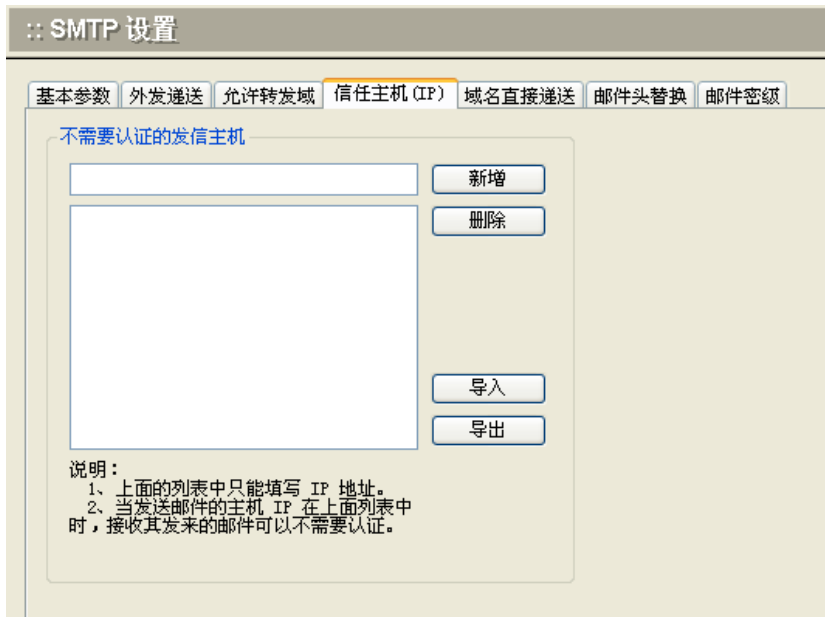 :: SMTP 设置
基本参数 外发递送 允许转发域 信任主机(IP) 域名直接递送 邮件头替换 邮件密级
不需要认证的发信主机
新增
删除
导入
导出
说明：
1、上面的列表中只能填写 IP 地址。
2、当发送邮件的主机 IP 在上面列表中
时，接收其发来的邮件可以不需要认证。